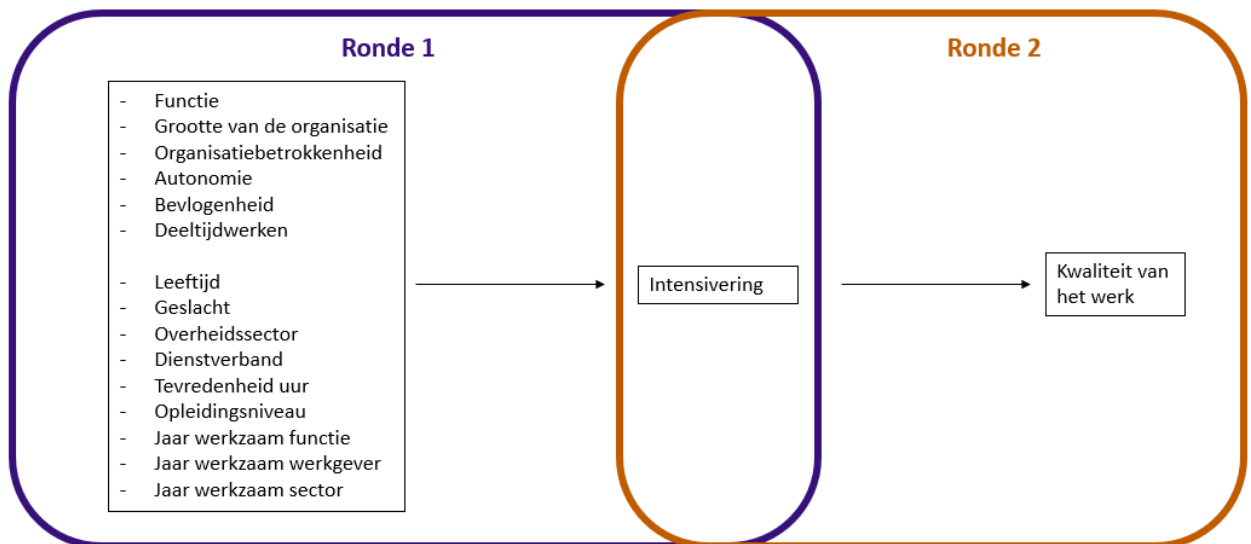 Ronde 1
Ronde 2
- Functie
- Grootte van de organisatie
- Organisatiebetrokkenheid
- Autonomie
- Bevlogenheid
- Deeltijdwerken
- Leeftijd
- Geslacht
- Overheidssector
- Dienstverband
- Tevredenheid uur
- Opleidingsniveau
- Jaar werkzaam functie
- Jaar werkzaam werkgever
- Jaar werkzaam sector
Intensivering
Kwaliteit van
het werk